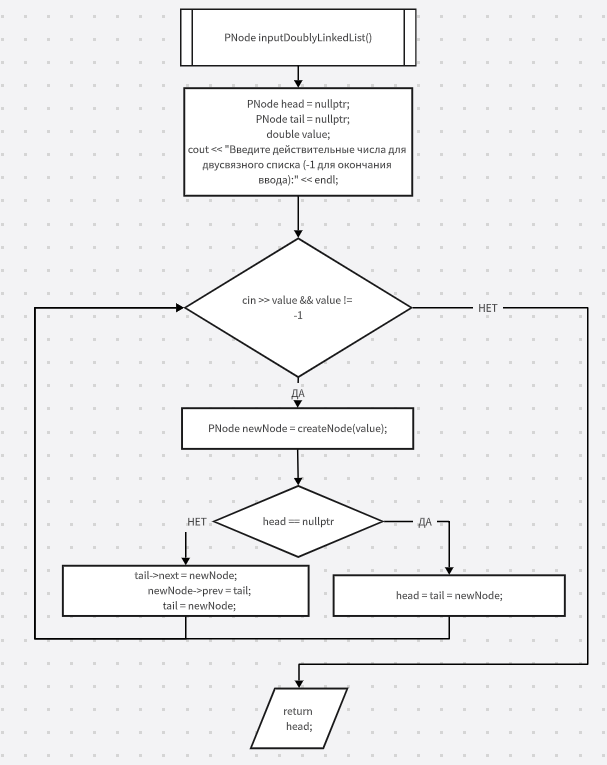 PNode inputDoublyLinkedList()
PNode head = nullptr;
PNode tail = nullptr;
double value;
cout << "Введите действительные числа для
двусвязного списка (-1 для окончания
ввода):" << endl;
cin >> value && value !=
-1
НЕТ
ДА
PNode newNode = createNode(value);
head == nullptr
НЕТ
ДА
tail->next = newNode;
newNode->prev = tail;
tail = newNode;
head = tail = newNode;
return
head;